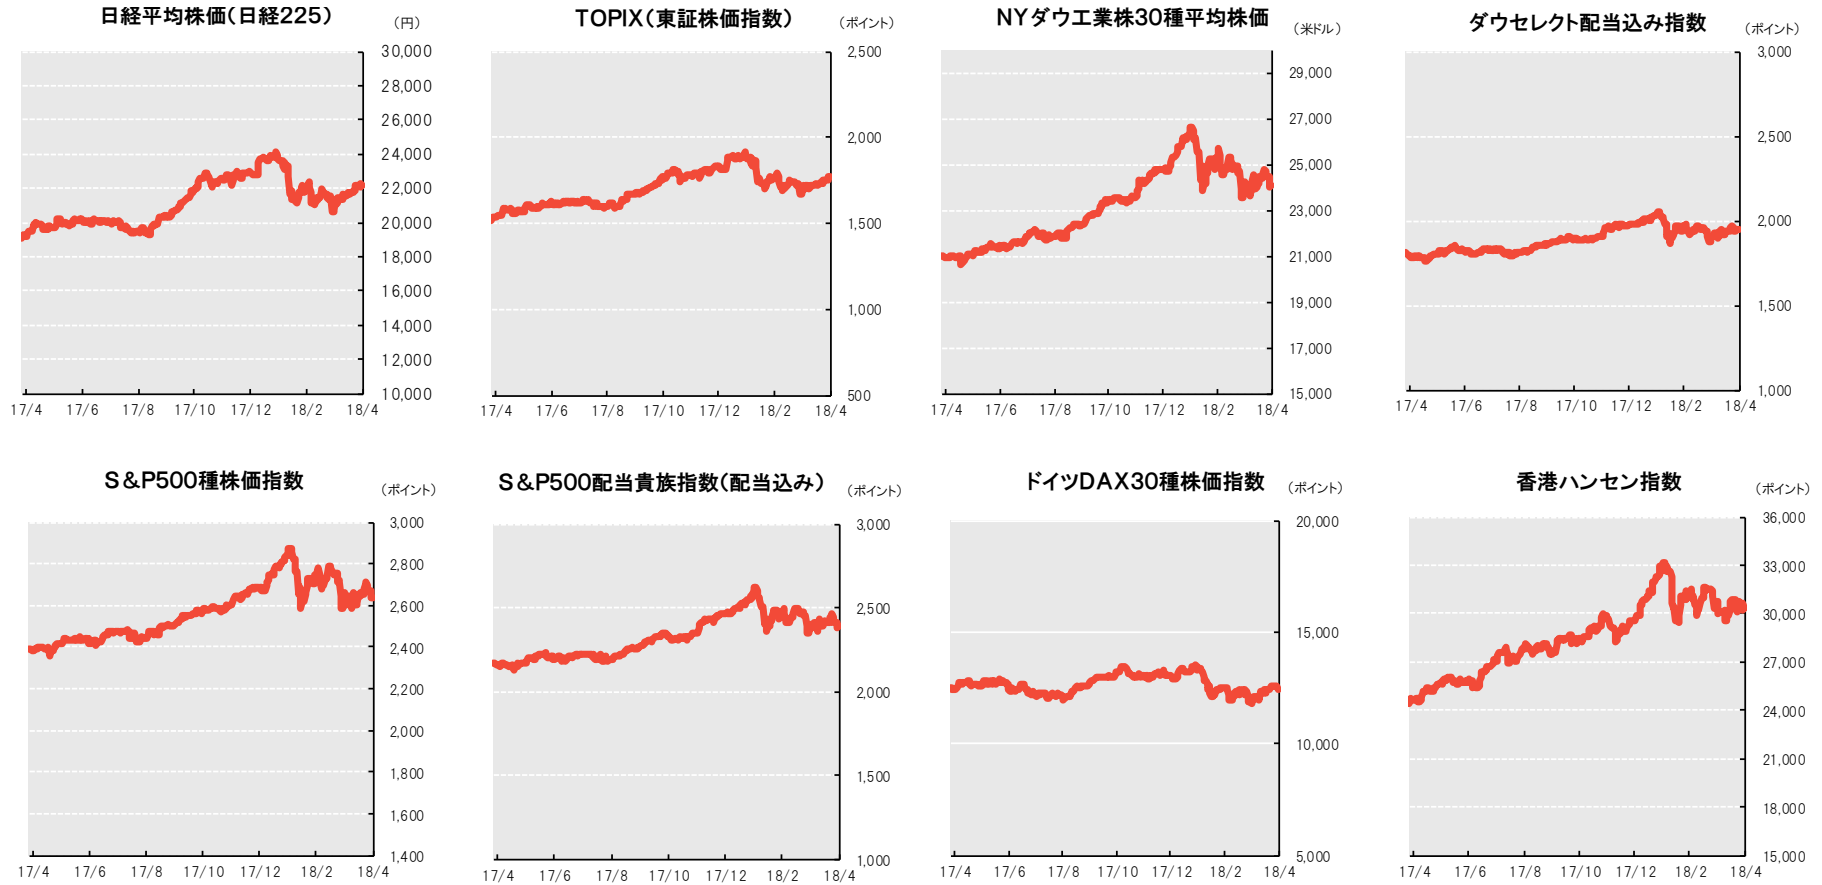 日経平均株価（日経225）
（円）
30,000
28,000
26,000
24,000
22,000
20,000
18,000
16,000
14,000
12,000
10,000
17/4 17/6 17/8 17/10 17/12 18/2 18/4
TOPIX（東証株価指数）
（ポイント）
2,500
2,000
1,500
1,000
500
17/4 17/6 17/8 17/10 17/12 18/2 18/4
NYダウ工業株30種平均株価
（米ドル）
29,000
27,000
25,000
23,000
21,000
19,000
17,000
15,000
17/4 17/6 17/8 17/10 17/12 18/2 18/4
ダウセレクト配当込み指数
（ポイント）
3,000
2,500
2,000
1,500
1,000
17/4 17/6 17/8 17/10 17/12 18/2 18/4
S＆P500種株価指数
（ポイント）
3,000
2,800
2,600
2,400
2,200
2,000
1,800
1,600
1,400
17/4 17/6 17/8 17/10 17/12 18/2 18/4
S＆P500配当貴族指数（配当込み）
（ポイント）
3,000
2,500
2,000
1,500
1,000
17/4 17/6 17/8 17/10 17/12 18/2 18/4
ドイツDAX30種株価指数
（ポイント）
20,000
15,000
10,000
5,000
17/4 17/6 17/8 17/10 17/12 18/2 18/4
香港ハンセン指数
（ポイント）
36,000
33,000
30,000
27,000
24,000
21,000
18,000
15,000
17/4 17/6 17/8 17/10 17/12 18/2 18/4